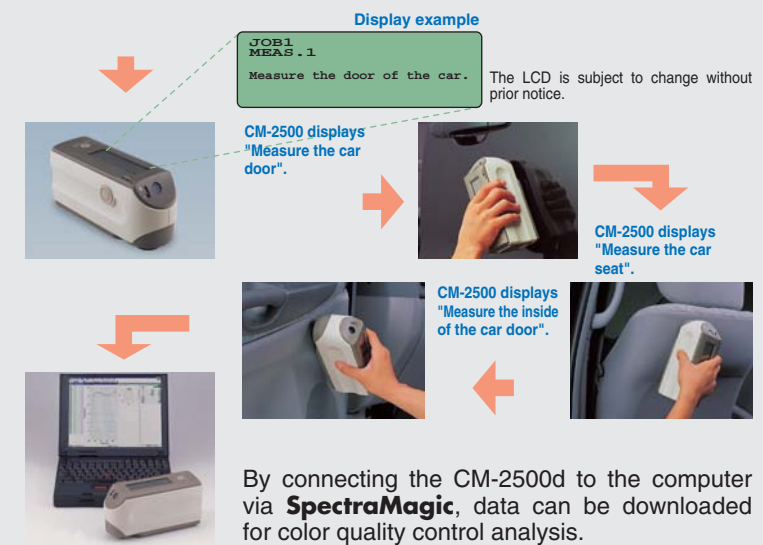 Display example
JOB1
MEAS.1
Measure the door of the car.
The LCD is subject to change without
prior notice.
CM-2500 displays
"Measure the car
door".
CM-2500 displays
"Measure the car
seat".
CM-2500 displays
"Measure the inside
of the car door".
By connecting the CM-2500d to the computer
via SpectraMagic, data can be downloaded
for color quality control analysis.